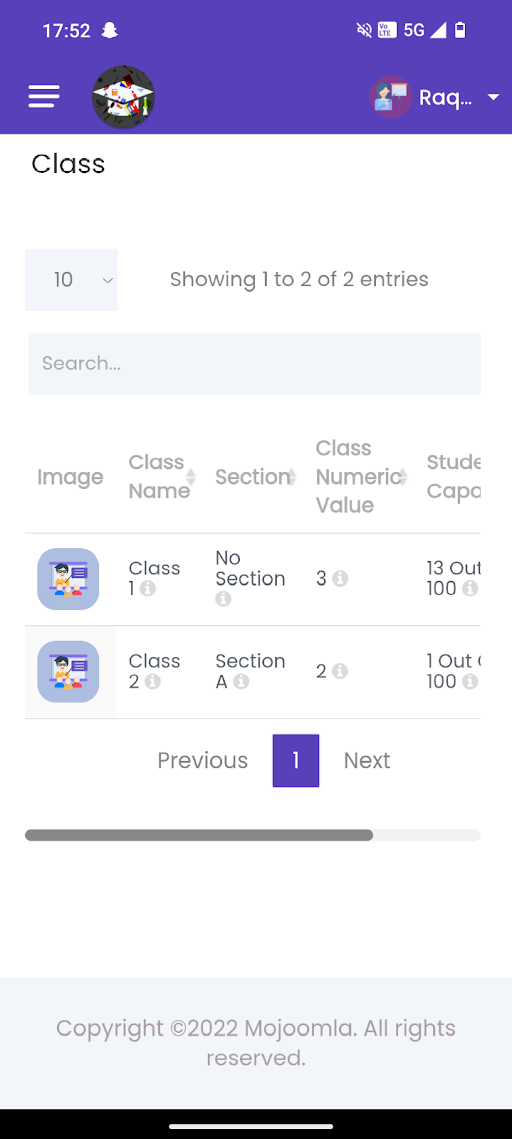 17:52
Vo LTE 5G
Raq...
Class
10
Showing 1 to 2 of 2 entries
Search...
Image
Class Name
Section
Class Numeric Value
Stude
Capa
Class 1
No Section
3
13 Out
100
Class 2
Section A
2
1 Out
100
Previous 1 Next
Copyright ©2022 Mojoomla. All rights
reserved.